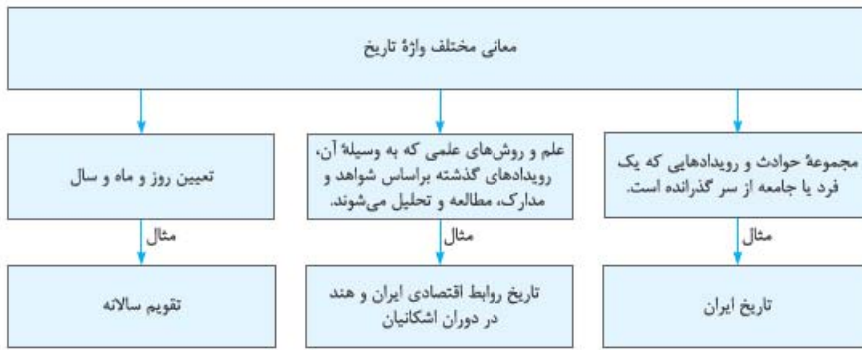 معانی مختلف واژهٔ تاریخ
مجموعهٔ حوادث و رویدادهایی که یک
فرد یا جامعه از سر گذرانده است.
علم و روش‌های علمی که به وسیلهٔ آن،
رویدادهای گذشته براساس شواهد و
مدارک، مطالعه و تحلیل می‌شوند.
تعیین روز و ماه و سال
مثال
مثال
مثال
تاریخ ایران
تاریخ روابط اقتصادی ایران و هند
در دوران اشکانیان
تقویم سالانه